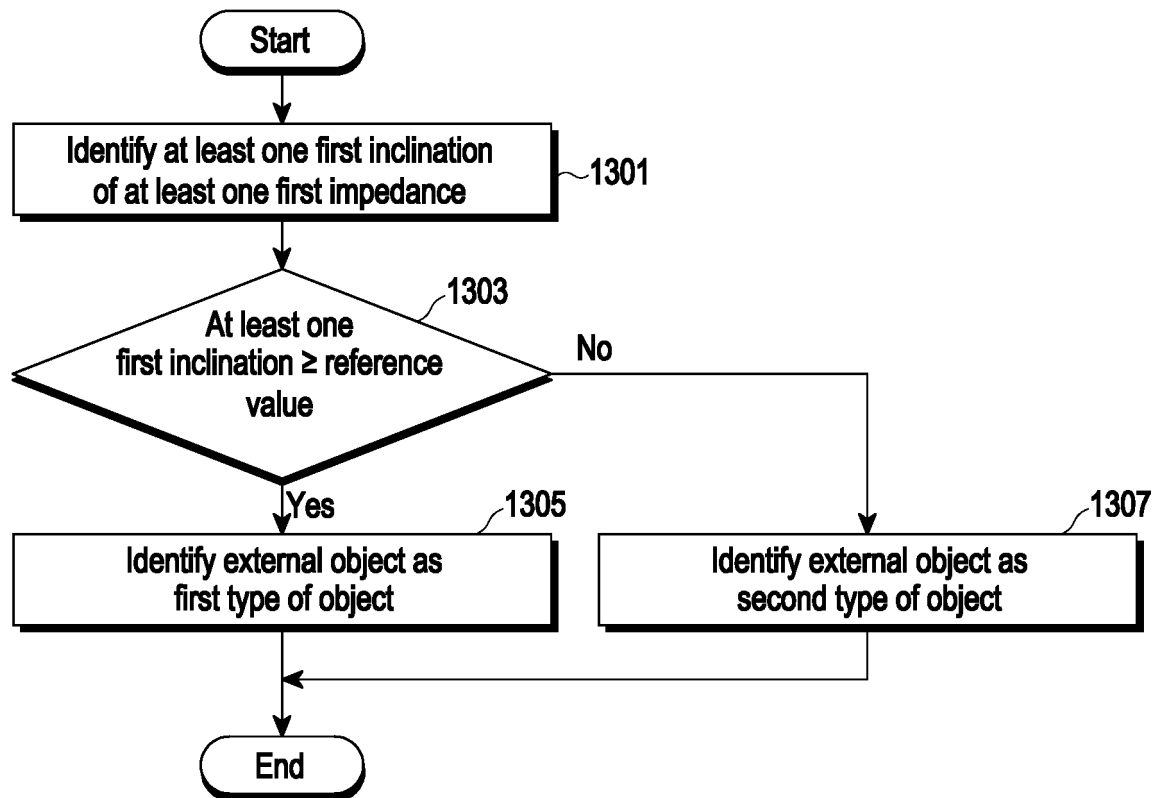 Start
Identify at least one first inclination
of at least one first impedance
1301
1303
At least one
first inclination ≥ reference
value
No
Yes
1305
Identify external object as
first type of object
1307
Identify external object as
second type of object
End